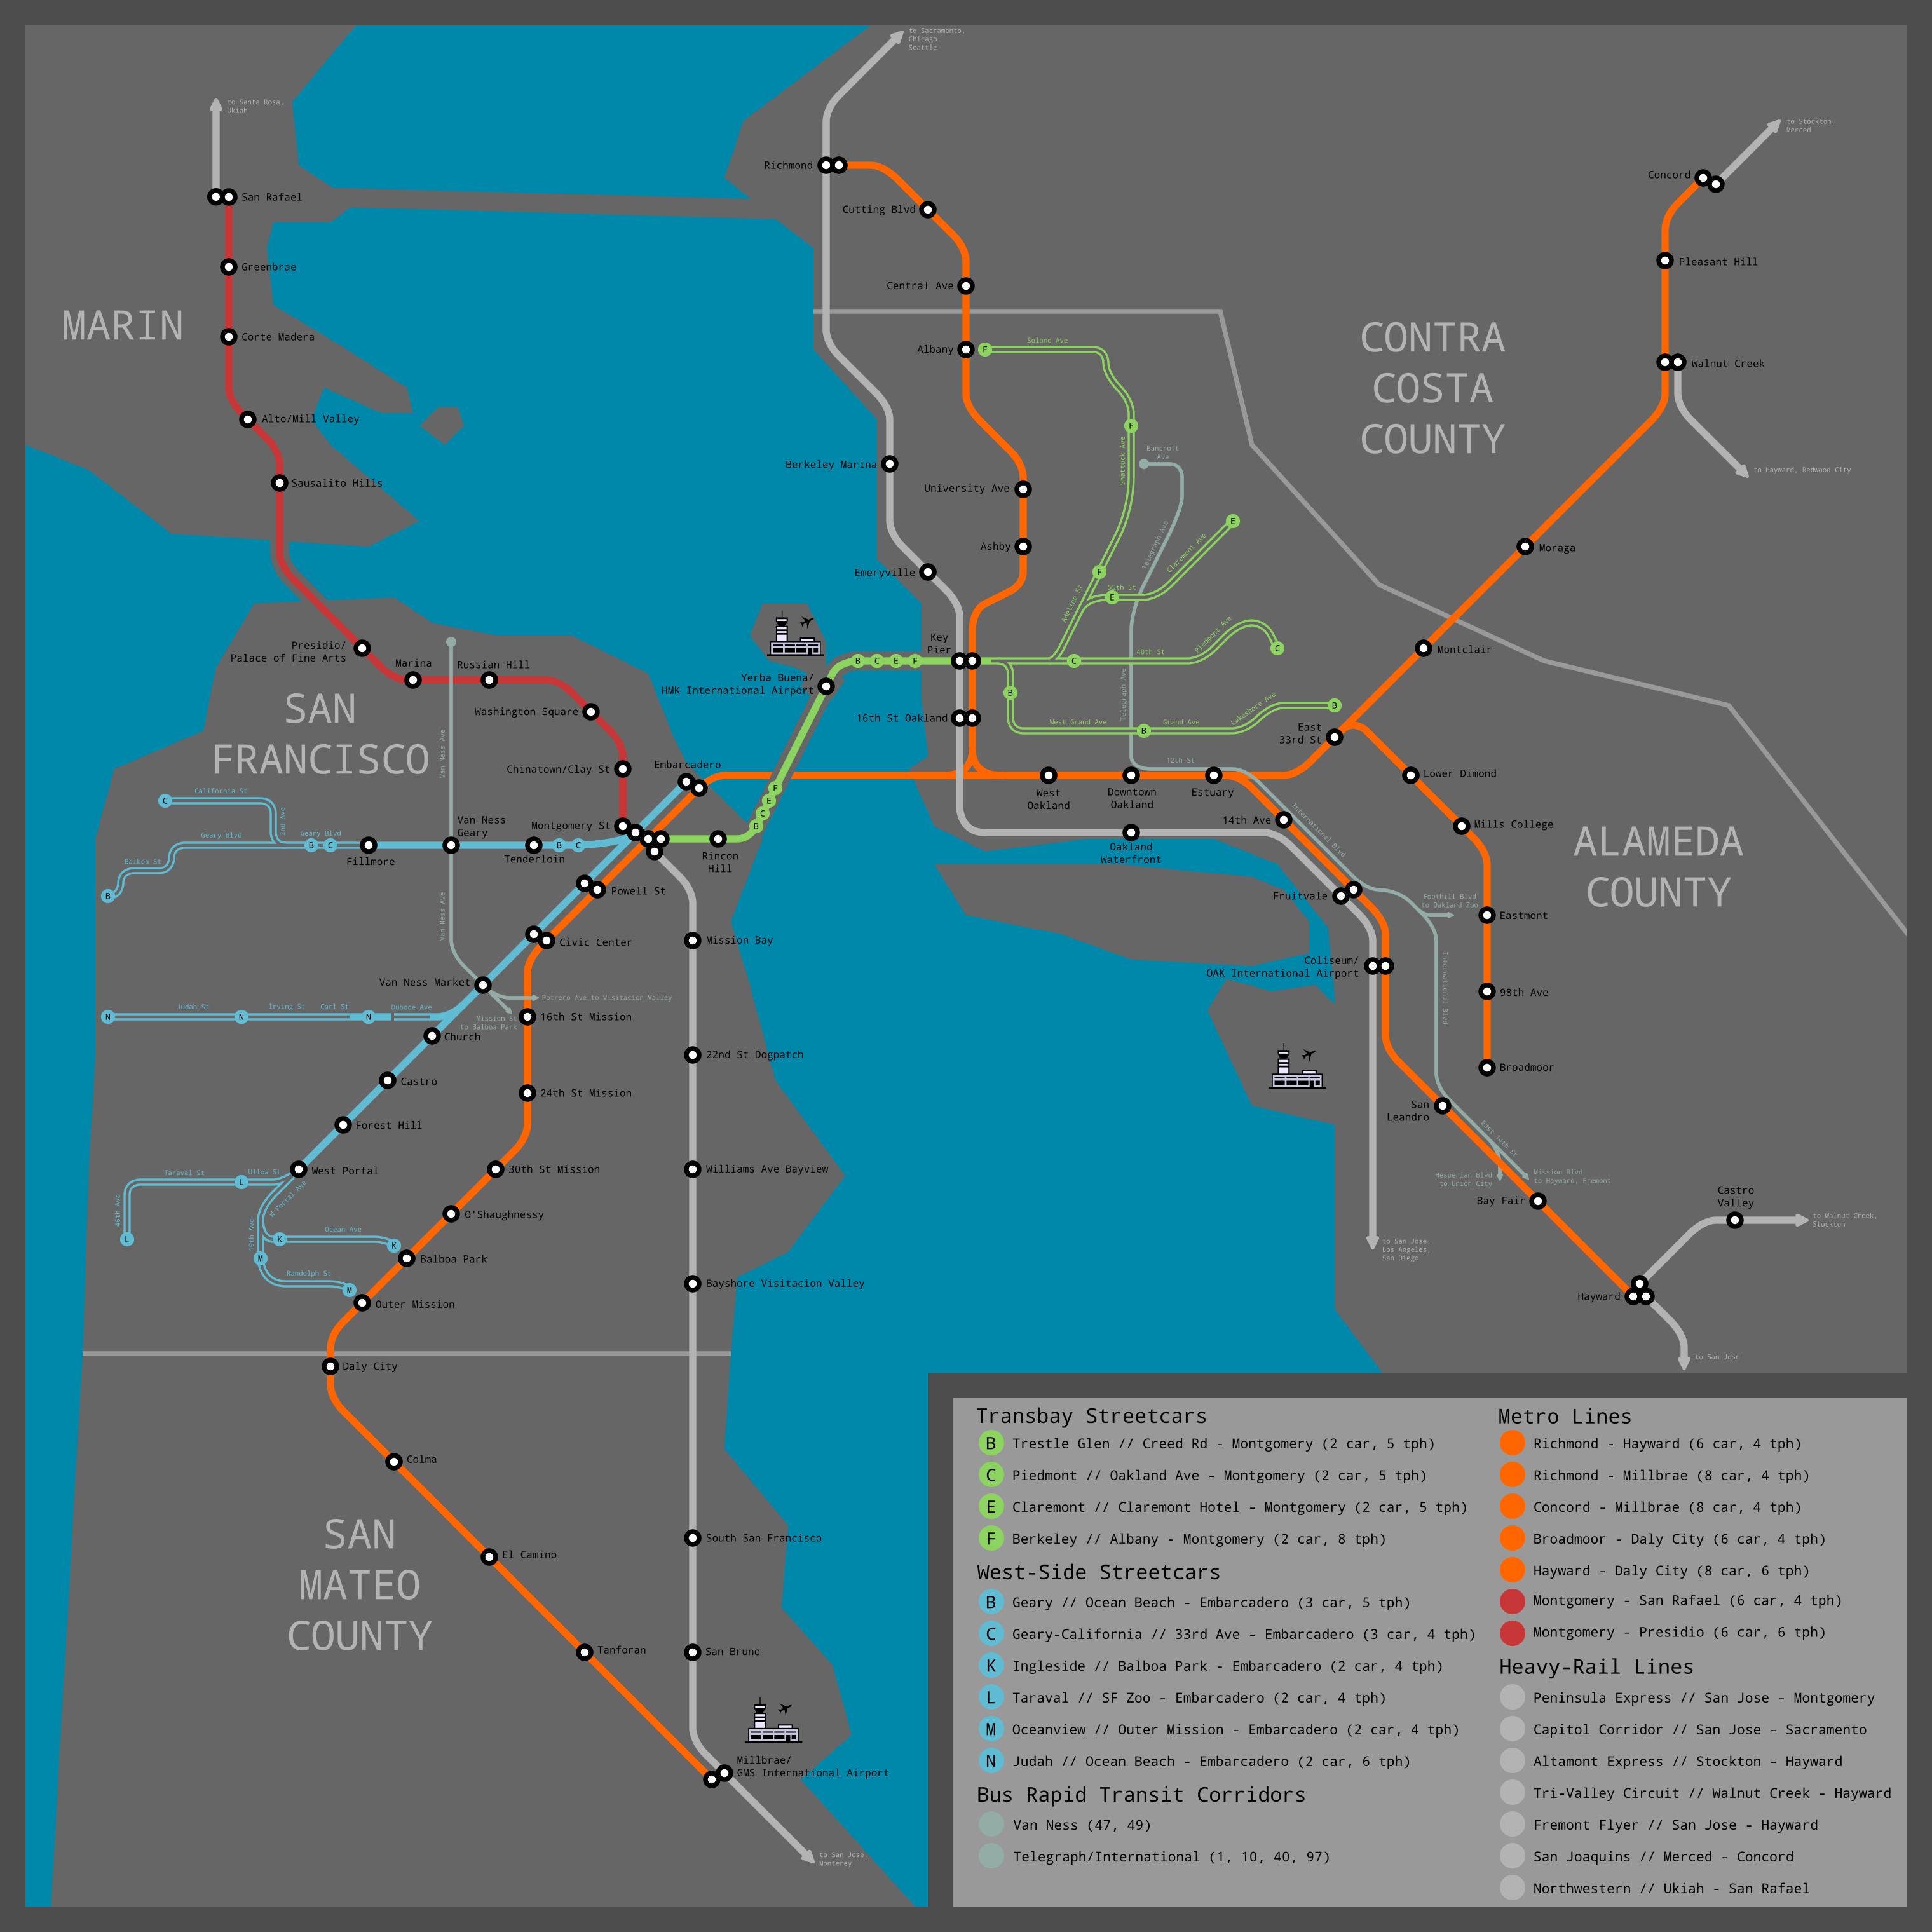 to Sacramento,
Chicago,
Seattle
to Santa Rosa,
Ukiah
to Stockton,
Merced
Richmond
Concord
San Rafael
Cutting Blvd
Greenbrae
Pleasant Hill
Central Ave
MARIN
Corte Madera
CONTRA
COSTA
COUNTY
Albany
F
Solano Ave
Walnut Creek
Alto/Mill Valley
F
Shattuck Ave
Bancroft
Ave
Berkeley Marina
to Hayward, Redwood City
Sausalito Hills
University Ave
E
Telegraph Ave
Claremont Ave
Ashby
Moraga
Emeryville
F
55th St
E
Adeline St
Presidio/
Palace of Fine Arts
Marina
Russian Hill
Key
Pier
B
C
E
F
C
40th St
Piedmont Ave
C
Montclair
Yerba Buena/
HMK International Airport
B
Telegraph Ave
Lakeshore Ave
B
SAN
FRANCISCO
Washington Square
16th St Oakland
West Grand Ave
B
Grand Ave
East
33rd St
Van Ness Ave
Chinatown/Clay St
Embarcadero
12th St
West
Oakland
Downtown
Oakland
Estuary
Lower Dimond
California St
C
2nd Ave
F
E
C
B
International Blvd
Geary Blvd
Geary Blvd
B
C
Fillmore
Van Ness
Geary
Tenderloin
B
C
Montgomery St
Rincon
Hill
14th Ave
Mills College
Oakland
Waterfront
ALAMEDA
COUNTY
Balboa St
B
Powell St
Fruitvale
Foothill Blvd
to Oakland Zoo
Eastmont
Van Ness Ave
Civic Center
Mission Bay
Coliseum/
OAK International Airport
International Blvd
98th Ave
Van Ness Market
Potrero Ave to Visitacion Valley
Mission St
to Balboa Park
N
Judah St
N
Irving St
Carl St
N
Duboce Ave
16th St Mission
Church
22nd St Dogpatch
Castro
24th St Mission
Broadmoor
San
Leandro
Forest Hill
East 14th St
West Portal
30th St Mission
Williams Ave Bayview
Taraval St
Ulloa St
L
W Portal Ave
46th Ave
L
Hesperian Blvd
to Union City
Mission Blvd
to Hayward, Fremont
Bay Fair
O'Shaughnessy
Castro
Valley
to Walnut Creek,
Stockton
19th Ave
K
Ocean Ave
K
M
Balboa Park
Randolph St
M
Outer Mission
Bayshore Visitacion Valley
to San Jose,
Los Angeles,
San Diego
Hayward
to San Jose
Daly City
Colma
SAN
MATEO
COUNTY
El Camino
South San Francisco
Tanforan
San Bruno
Millbrae/
GMS International Airport
to San Jose,
Monterey
Transbay Streetcars
B Trestle Glen // Creed Rd - Montgomery (2 car, 5 tph)
C Piedmont // Oakland Ave - Montgomery (2 car, 5 tph)
E Claremont // Claremont Hotel - Montgomery (2 car, 5 tph)
F Berkeley // Albany - Montgomery (2 car, 8 tph)
West-Side Streetcars
B Geary // Ocean Beach - Embarcadero (3 car, 5 tph)
C Geary-California // 33rd Ave - Embarcadero (3 car, 4 tph)
K Ingleside // Balboa Park - Embarcadero (2 car, 4 tph)
L Taraval // SF Zoo - Embarcadero (2 car, 4 tph)
M Oceanview // Outer Mission - Embarcadero (2 car, 4 tph)
N Judah // Ocean Beach - Embarcadero (2 car, 6 tph)
Bus Rapid Transit Corridors
Van Ness (47, 49)
Telegraph/International (1, 10, 40, 97)
Metro Lines
Richmond - Hayward (6 car, 4 tph)
Richmond - Millbrae (8 car, 4 tph)
Concord - Millbrae (8 car, 4 tph)
Broadmoor - Daly City (6 car, 4 tph)
Hayward - Daly City (8 car, 6 tph)
Montgomery - San Rafael (6 car, 4 tph)
Montgomery - Presidio (6 car, 6 tph)
Heavy-Rail Lines
Peninsula Express // San Jose - Montgomery
Capitol Corridor // San Jose - Sacramento
Altamont Express // Stockton - Hayward
Tri-Valley Circuit // Walnut Creek - Hayward
Fremont Flyer // San Jose - Hayward
San Joaquins // Merced - Concord
Northwestern // Ukiah - San Rafael